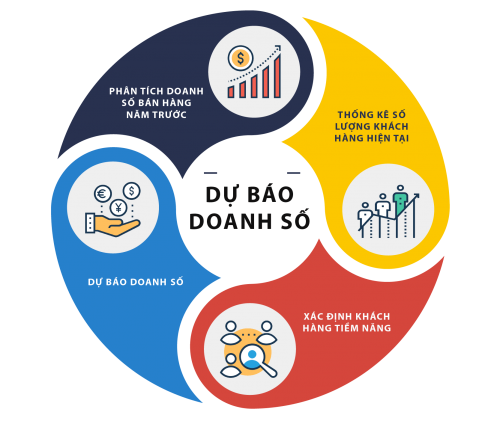 PHÂN TÍCH DOANH
SỐ BÁN HÀNG
NĂM TRƯỚC
THỐNG KÊ SỐ
LƯỢNG KHÁCH
HÀNG HIỆN TẠI
DỰ BÁO
DOANH SỐ
DỰ BÁO DOANH SỐ
XÁC ĐỊNH KHÁCH
HÀNG TIỀM NĂNG